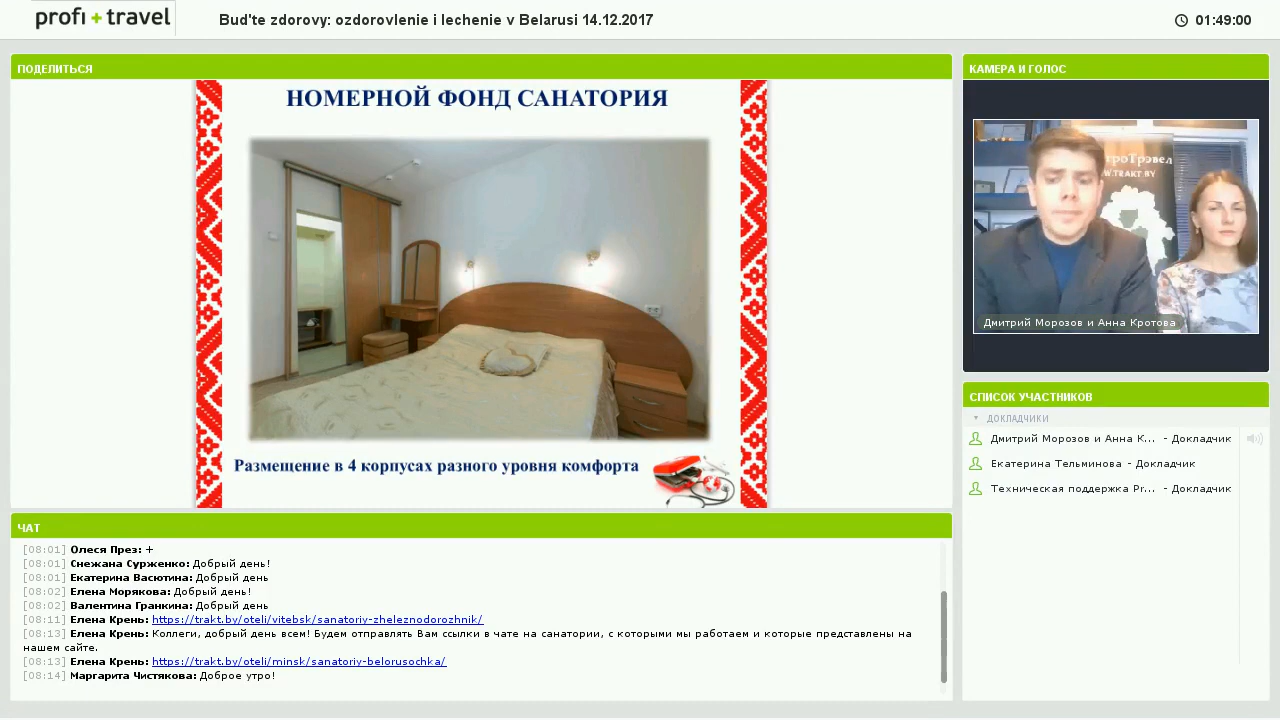 profi + travel
Bud'te zdorovy: ozdorovlenie i lechenie v Belarusi 14.12.2017
01:49:00
ПОДЕЛИТЬСЯ
НОМЕРНОЙ ФОНД САНАТОРИЯ
Размещение в 4 корпусах разного уровня комфорта
КАМЕРА И ГОЛОС
троТрэвел
W.TRAKT.BY
Дмитрий Морозов и Анна Кротова
СПИСОК УЧАСТНИКОВ
ДОКЛАДЧИКИ
Дмитрий Морозов и Анна К... - Докладчик
Екатерина Тельминова - Докладчик
Техническая поддержка Pr... - Докладчик
ЧАТ
[08:01] Олеся През: +
[08:01] Снежана Сурженко: Добрый день!
[08:01] Екатерина Васютина: Добрый день
[08:02] Елена Морякова: Добрый день!
[08:02] Валентина Гранкина: Добрый день
[08:11] Елена Крень: https://trakt.by/oteli/vitebsk/sanatoriy-zheleznodorozhnik/
[08:13] Елена Крень: Коллеги, добрый день всем! Будем отправлять Вам ссылки в чате на санатории, с которыми мы работаем и которые представлены на
нашем сайте.
[08:13] Елена Крень: https://trakt.by/oteli/minsk/sanatoriy-belorusochka/
[08:14] Маргарита Чистякова: Доброе утро!